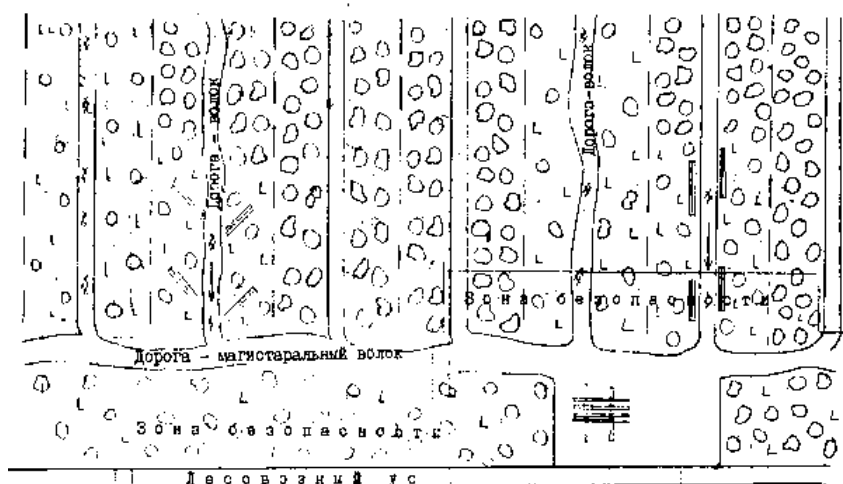 Дорога - волок
Дорога-волок
Зона безопасности
Дорога - магистаральный волок
Зона безопасности
Лесовозный ус